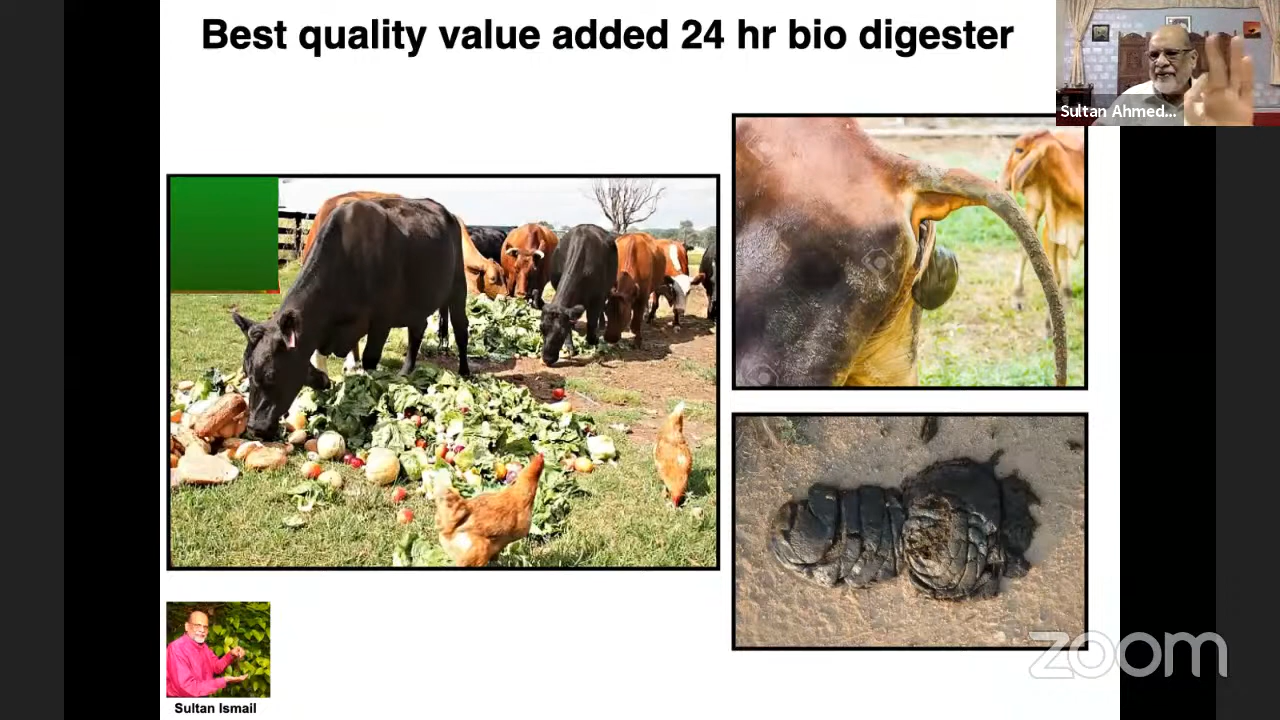 Best quality value added 24 hr bio digester
Sultan Ahmed...
Sultan Ismail
zoom